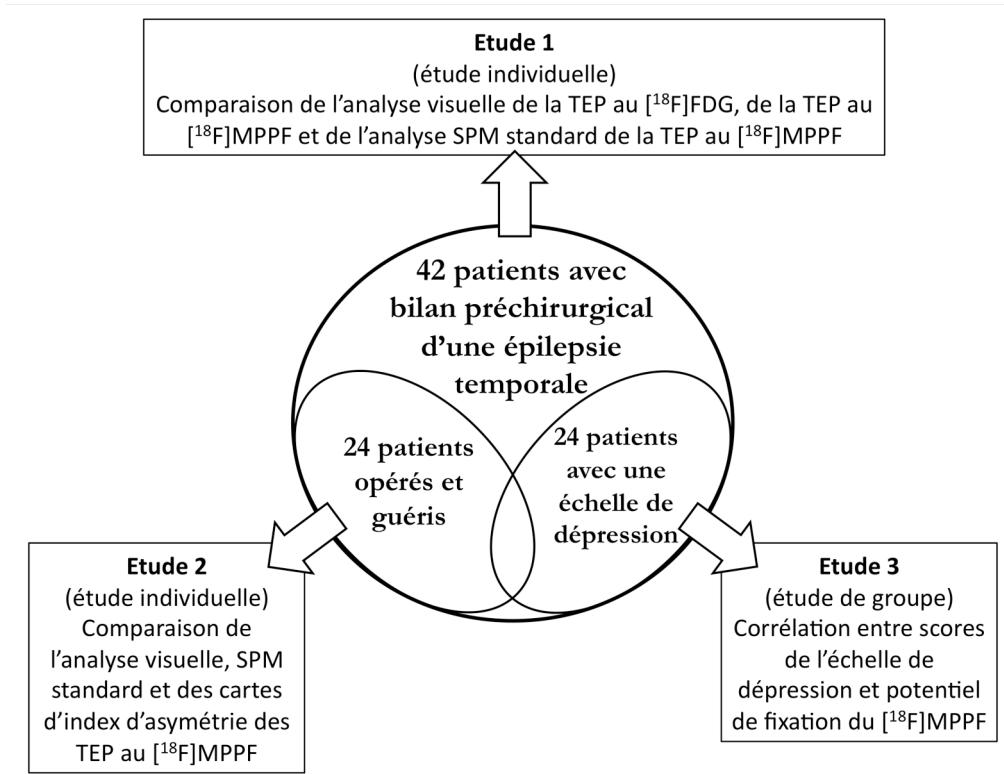 Etude 1
(étude individuelle)
Comparaison de l’analyse visuelle de la TEP au [¹⁸F]FDG, de la TEP au
[¹⁸F]MPPF et de l’analyse SPM standard de la TEP au [¹⁸F]MPPF
42 patients avec
bilan préchirurgical
d’une épilepsie
temporale
24 patients
opérés et
guéris
24 patients
avec une
échelle de
dépression
Etude 2
(étude individuelle)
Comparaison de
l’analyse visuelle, SPM
standard et des cartes
d’index d’asymétrie des
TEP au [¹⁸F]MPPF
Etude 3
(étude de groupe)
Corrélation entre scores
de l’échelle de
dépression et potentiel
de fixation du [¹⁸F]MPPF